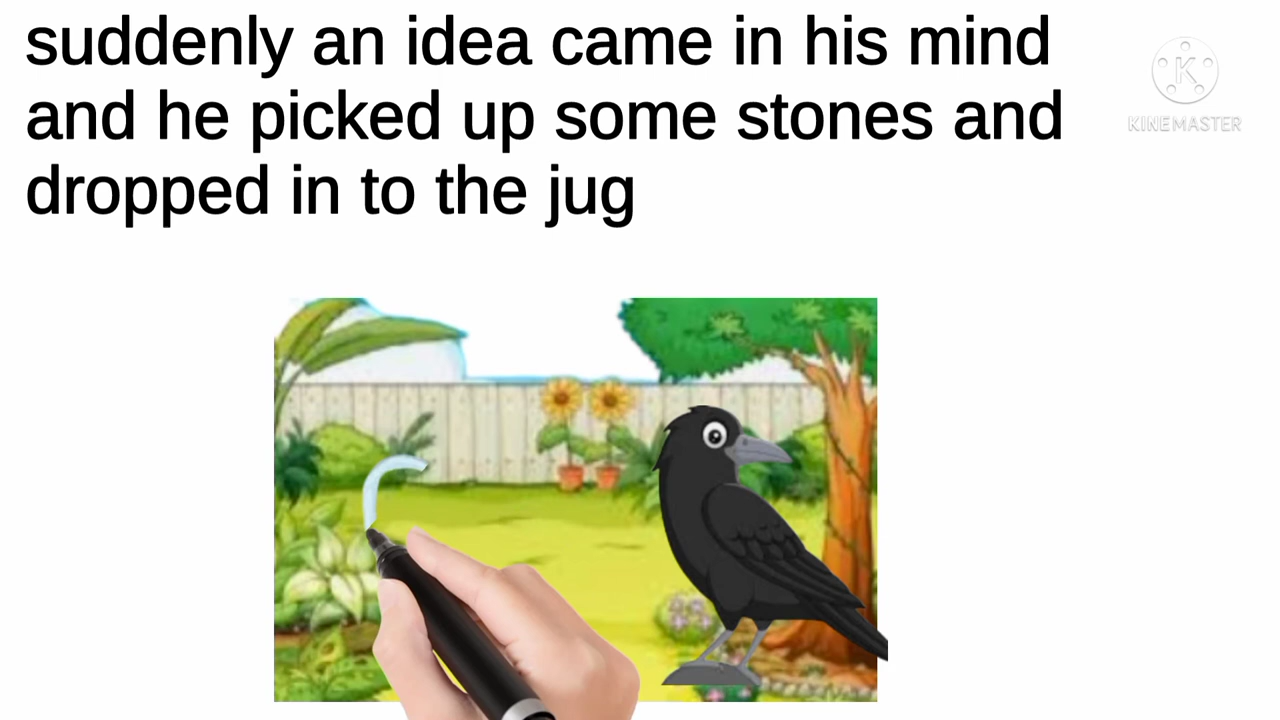 suddenly an idea came in his mind
and he picked up some stones and
dropped in to the jug
K
KINEMASTER